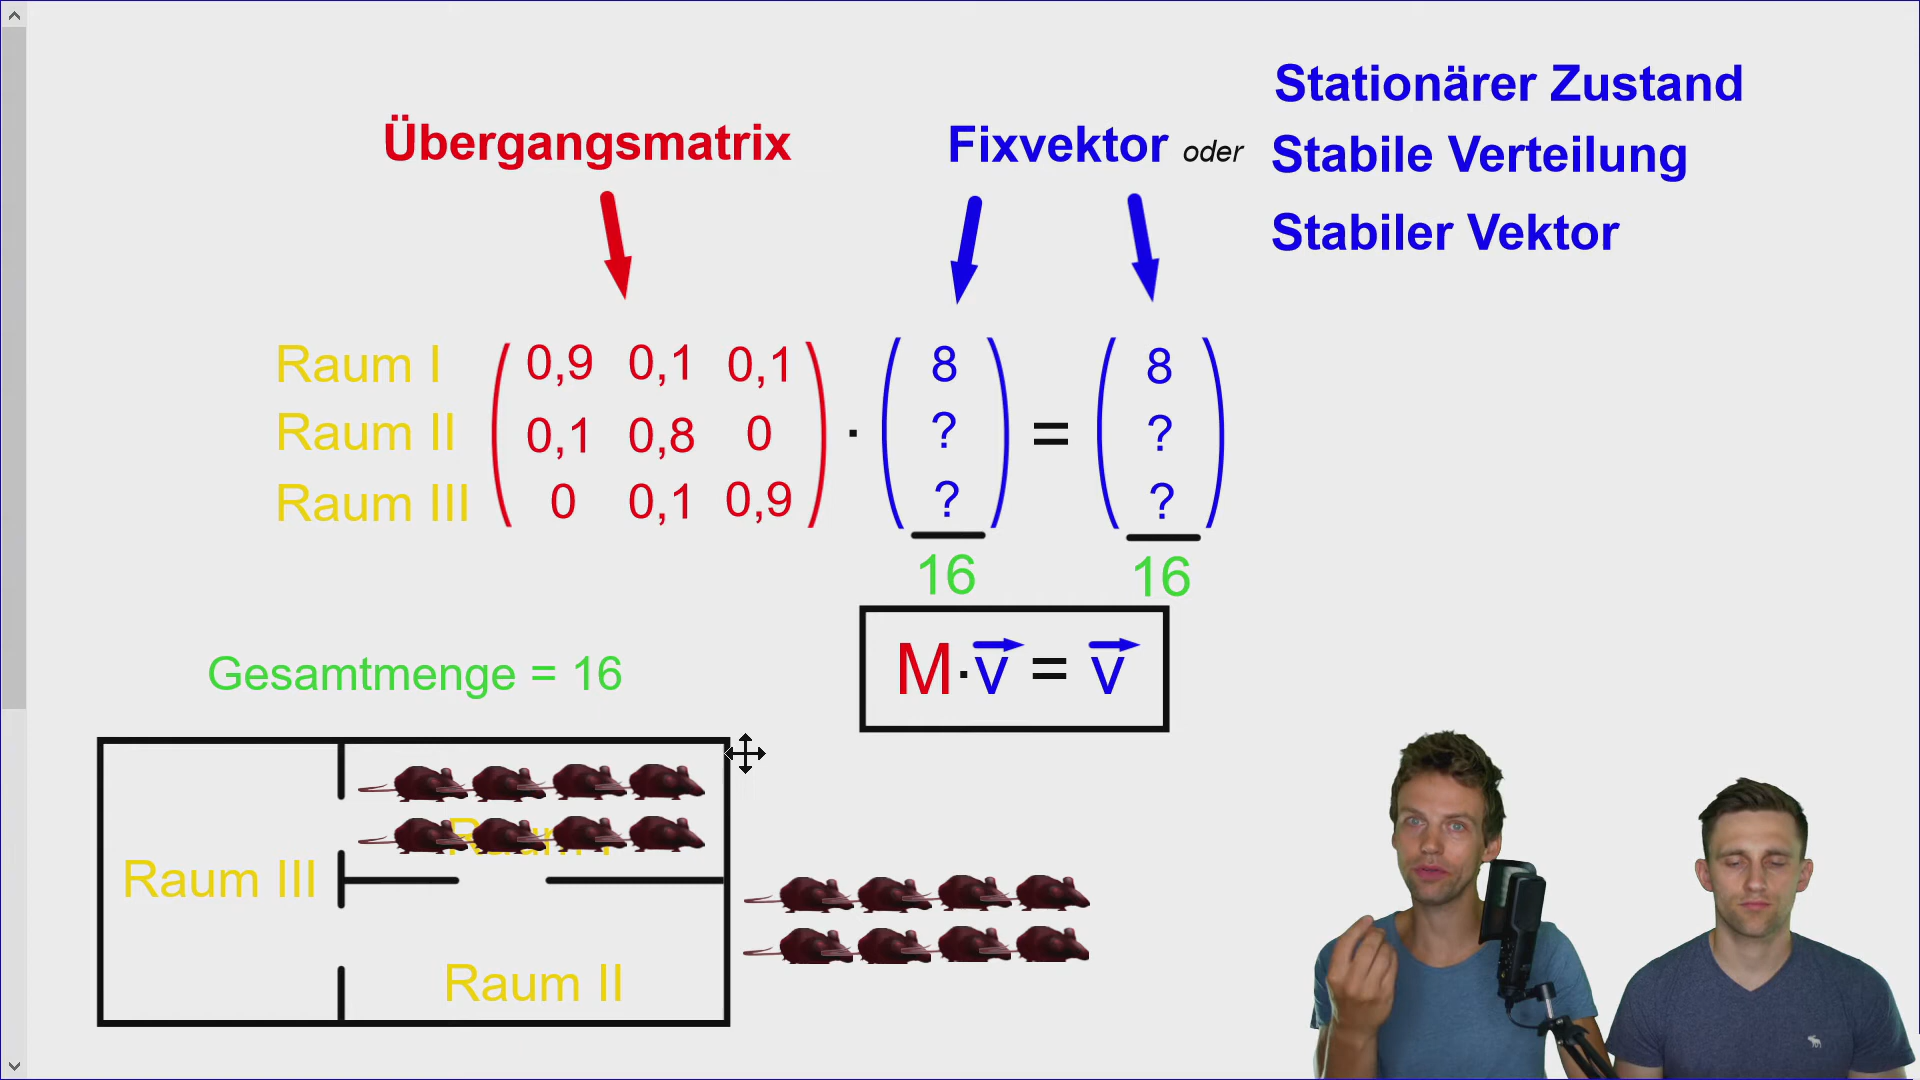 Stationärer Zustand
Übergangsmatrix
Fixvektor oder Stabile Verteilung
Stabiler Vektor
Raum I 0,9 0,1 0,1 8 8
Raum II 0,1 0,8 0 · ? = ?
Raum III 0 0,1 0,9 ? ?
16 16
M·v = v
Gesamtmenge = 16
Raum I
Raum III
Raum II